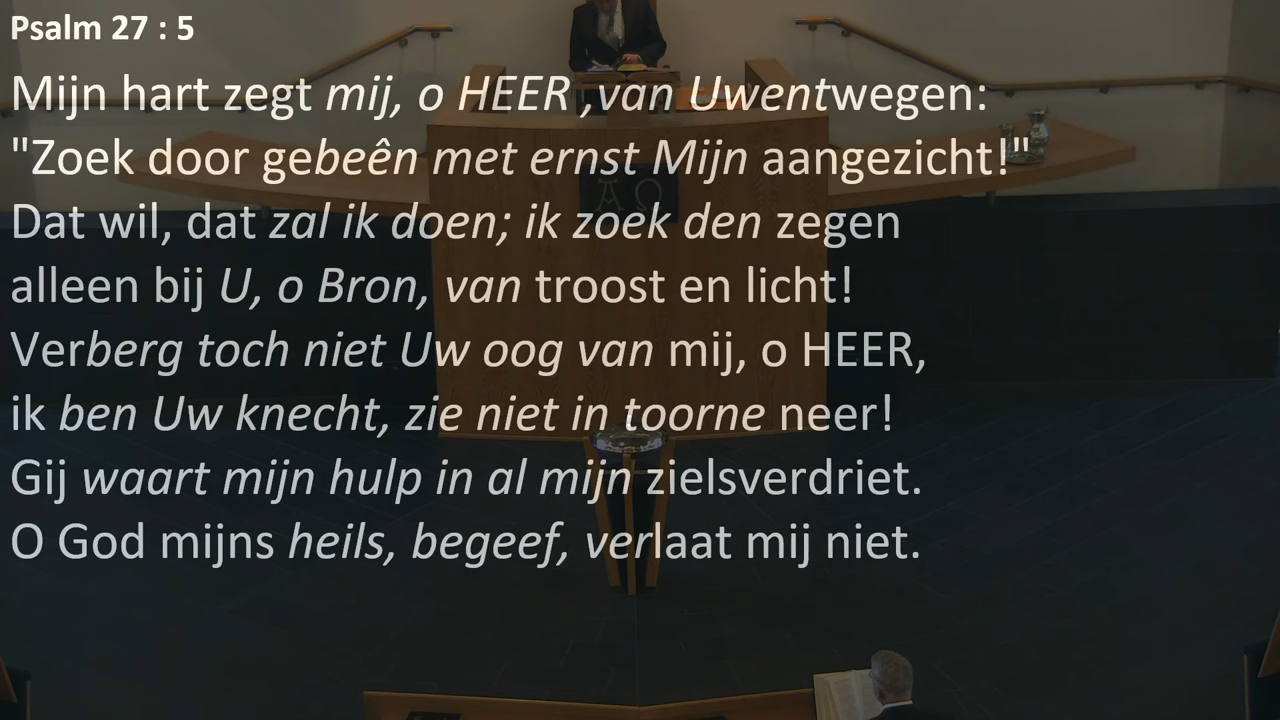 Psalm 27 : 5
Mijn hart zegt mij, o HEER ,van Uwentwegen:
"Zoek door gebeên met ernst Mijn aangezicht!"
Dat wil, dat zal ik doen; ik zoek den zegen
alleen bij U, o Bron, van troost en licht!
Verberg toch niet Uw oog van mij, o HEER,
ik ben Uw knecht, zie niet in toorne neer!
Gij waart mijn hulp in al mijn zielsverdriet.
O God mijns heils, begeef, verlaat mij niet.
ΑΩ